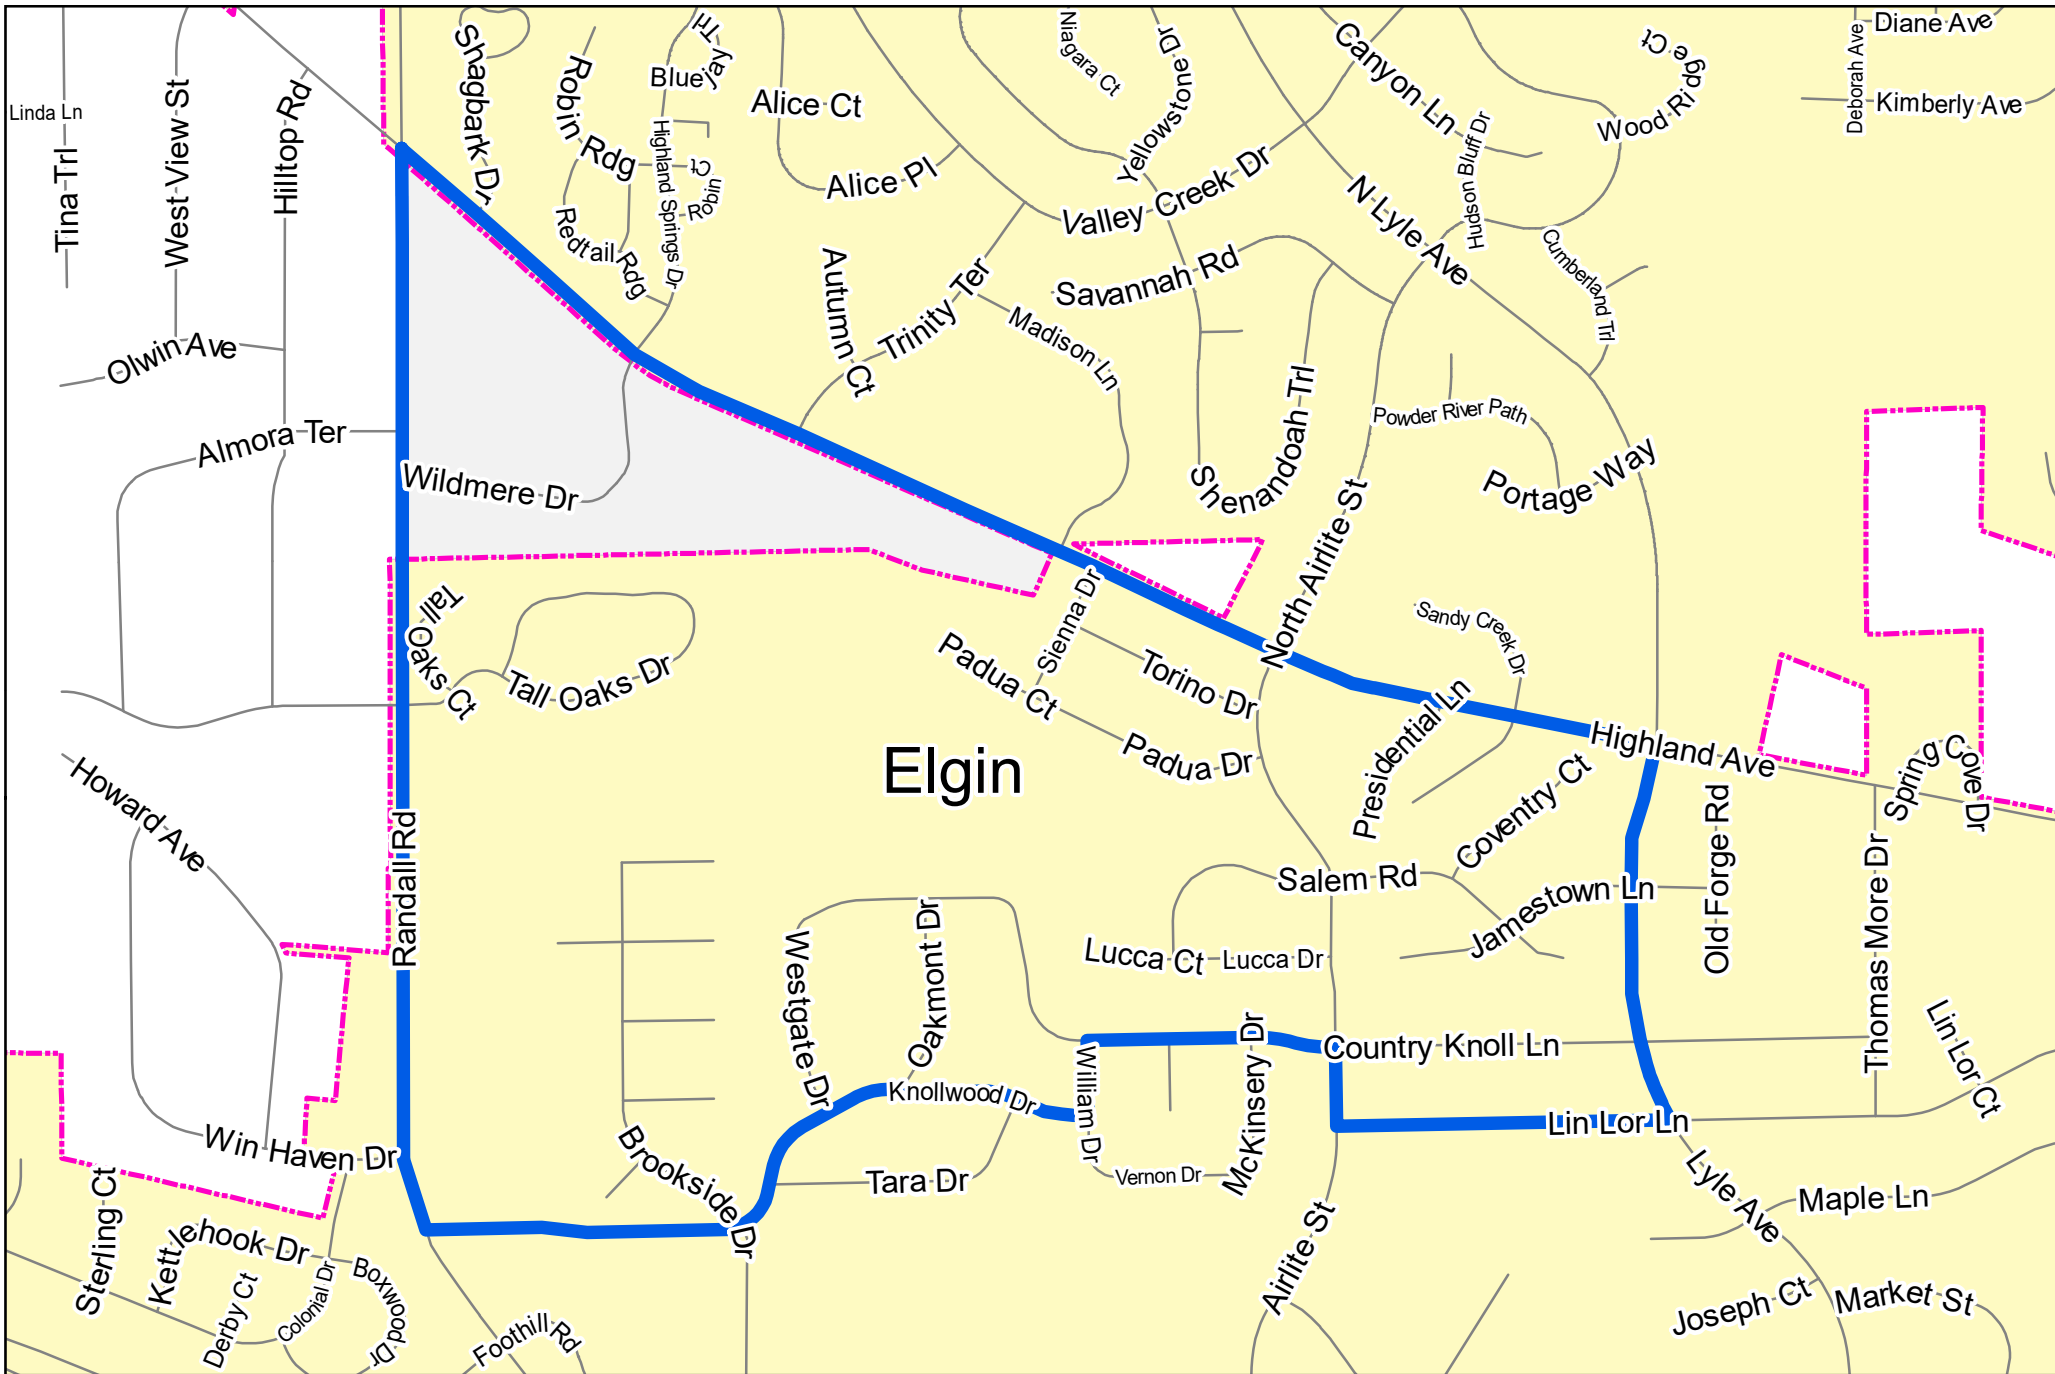 Shagbark Dr
Robin Rdg
Bluejay Trl
Niagara Ct
Yellowstone Dr
Canyon Ln
Wood Ridge Ct
Diane Ave
Deborah Ave
Kimberly Ave
Linda Ln
Tina Trl
West View St
Hilltop Rd
Highland Springs Dr
Robin Ct
Redtail Rdg
Alice Ct
Alice Pl
Valley Creek Dr
Hudson Bluff Dr
N Lyle Ave
Cumberland Trl
Savannah Rd
Autumn Ct
Trinity Ter
Madison Ln
Olwin Ave
Almora Ter
Wildmere Dr
Shenandoah Trl
Powder River Path
Portage Way
North Airlite St
Tall Oaks Ct
Tall Oaks Dr
Sienna Dr
Padua Ct
Torino Dr
Padua Dr
Sandy Creek Dr
Presidential Ln
Highland Ave
Coventry Ct
Spring Cove Dr
Elgin
Howard Ave
Randall Rd
Salem Rd
Jamestown Ln
Old Forge Rd
Thomas More Dr
Westgate Dr
Oakmont Dr
Lucca Ct
Lucca Dr
Lin Lor Ct
William Dr
McKinsery Dr
Country Knoll Ln
Knollwood Dr
Lin Lor Ln
Win Haven Dr
Brookside Dr
Tara Dr
Vernon Dr
Lyle Ave
Maple Ln
Sterling Ct
Kettlehook Dr
Derby Ct
Colonial Dr
Boxwood Dr
Foothill Rd
Airlite St
Joseph Ct
Market St